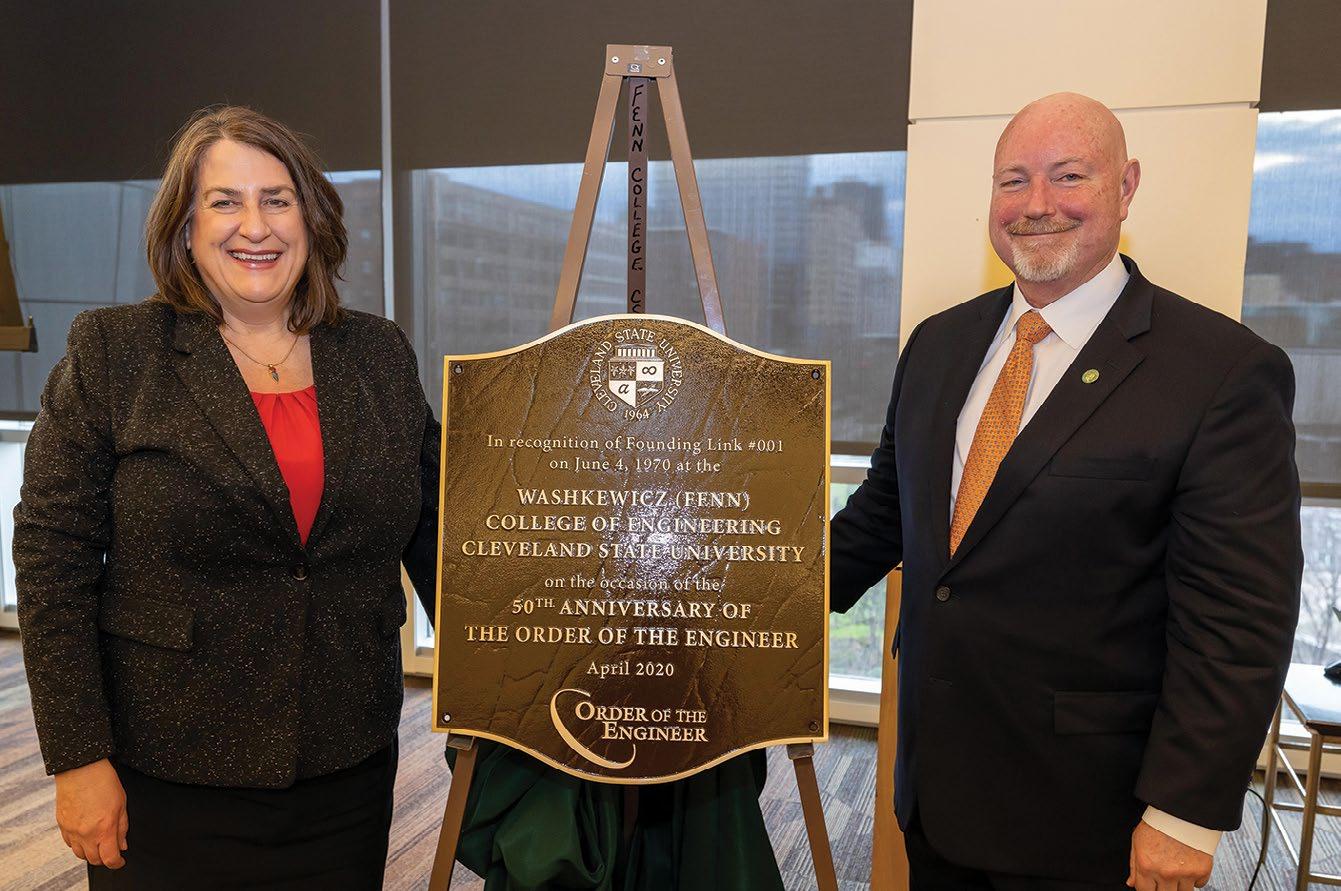 FENN COLLEGE
CLEVELAND STATE UNIVERSITY
1964
In recognition of Founding Link #001
on June 4, 1970 at the
WASHKEWICZ (FENN)
COLLEGE OF ENGINEERING
CLEVELAND STATE UNIVERSITY
on the occasion of the
50TH ANNIVERSARY OF
THE ORDER OF THE ENGINEER
April 2020
ORDER OF THE
ENGINEER